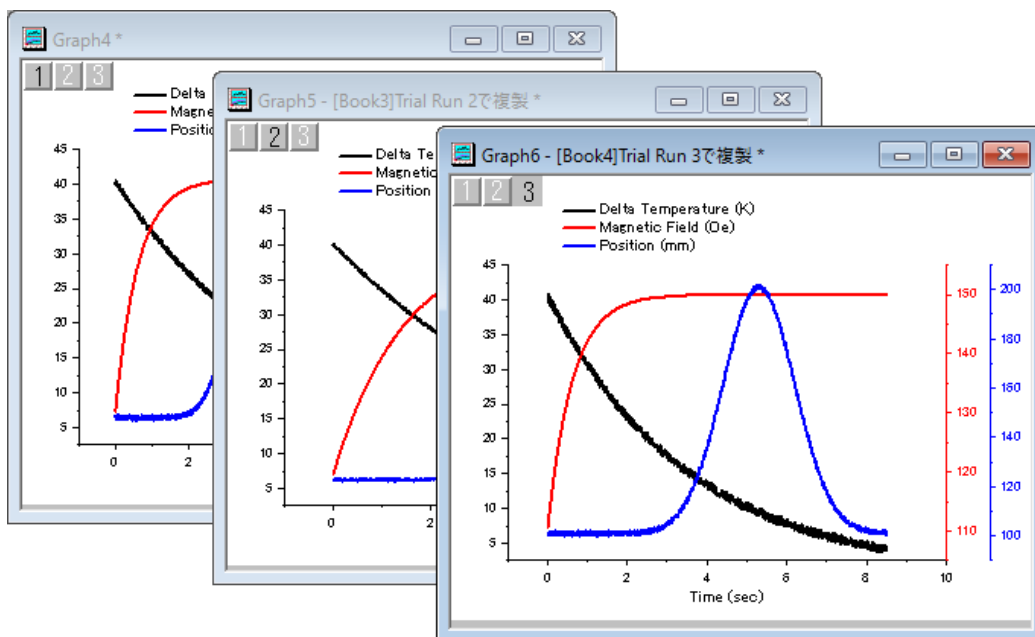 Graph4 *
1 2 3
Delta
Magne
Positio
45
40
35
30
25
20
15
10
5
0 2
Graph5 - [Book3]Trial Run 2で複製 *
1 2 3
Delta Te
Magnetic
Position
45
40
35
30
25
20
15
10
5
0 2
Graph6 - [Book4]Trial Run 3で複製 *
1 2 3
Delta Temperature (K)
Magnetic Field (Oe)
Position (mm)
45
40
35
30
25
20
15
10
5
150
140
130
120
110
200
180
160
140
120
100
0 2 4 6 8 10
Time (sec)